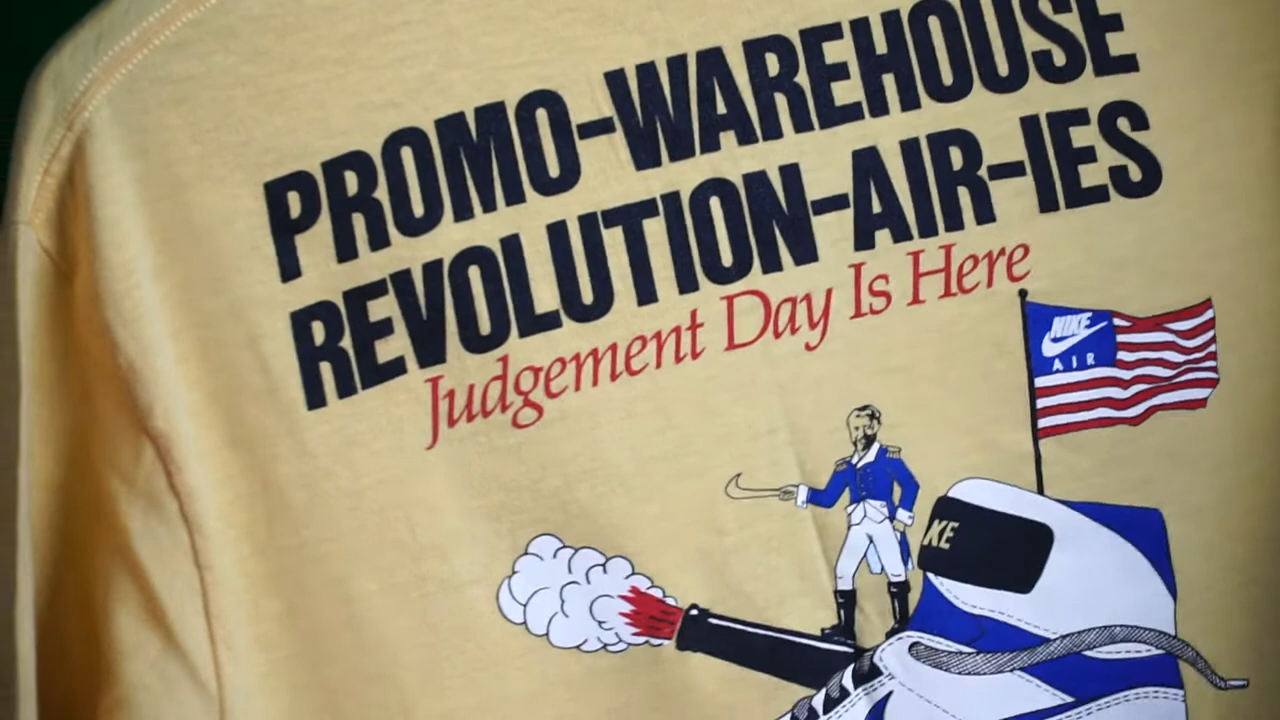 PROMO-WAREHOUSE
REVOLUTION-AIR-IES
Judgement Day Is Here
NIKE
AIR
KE